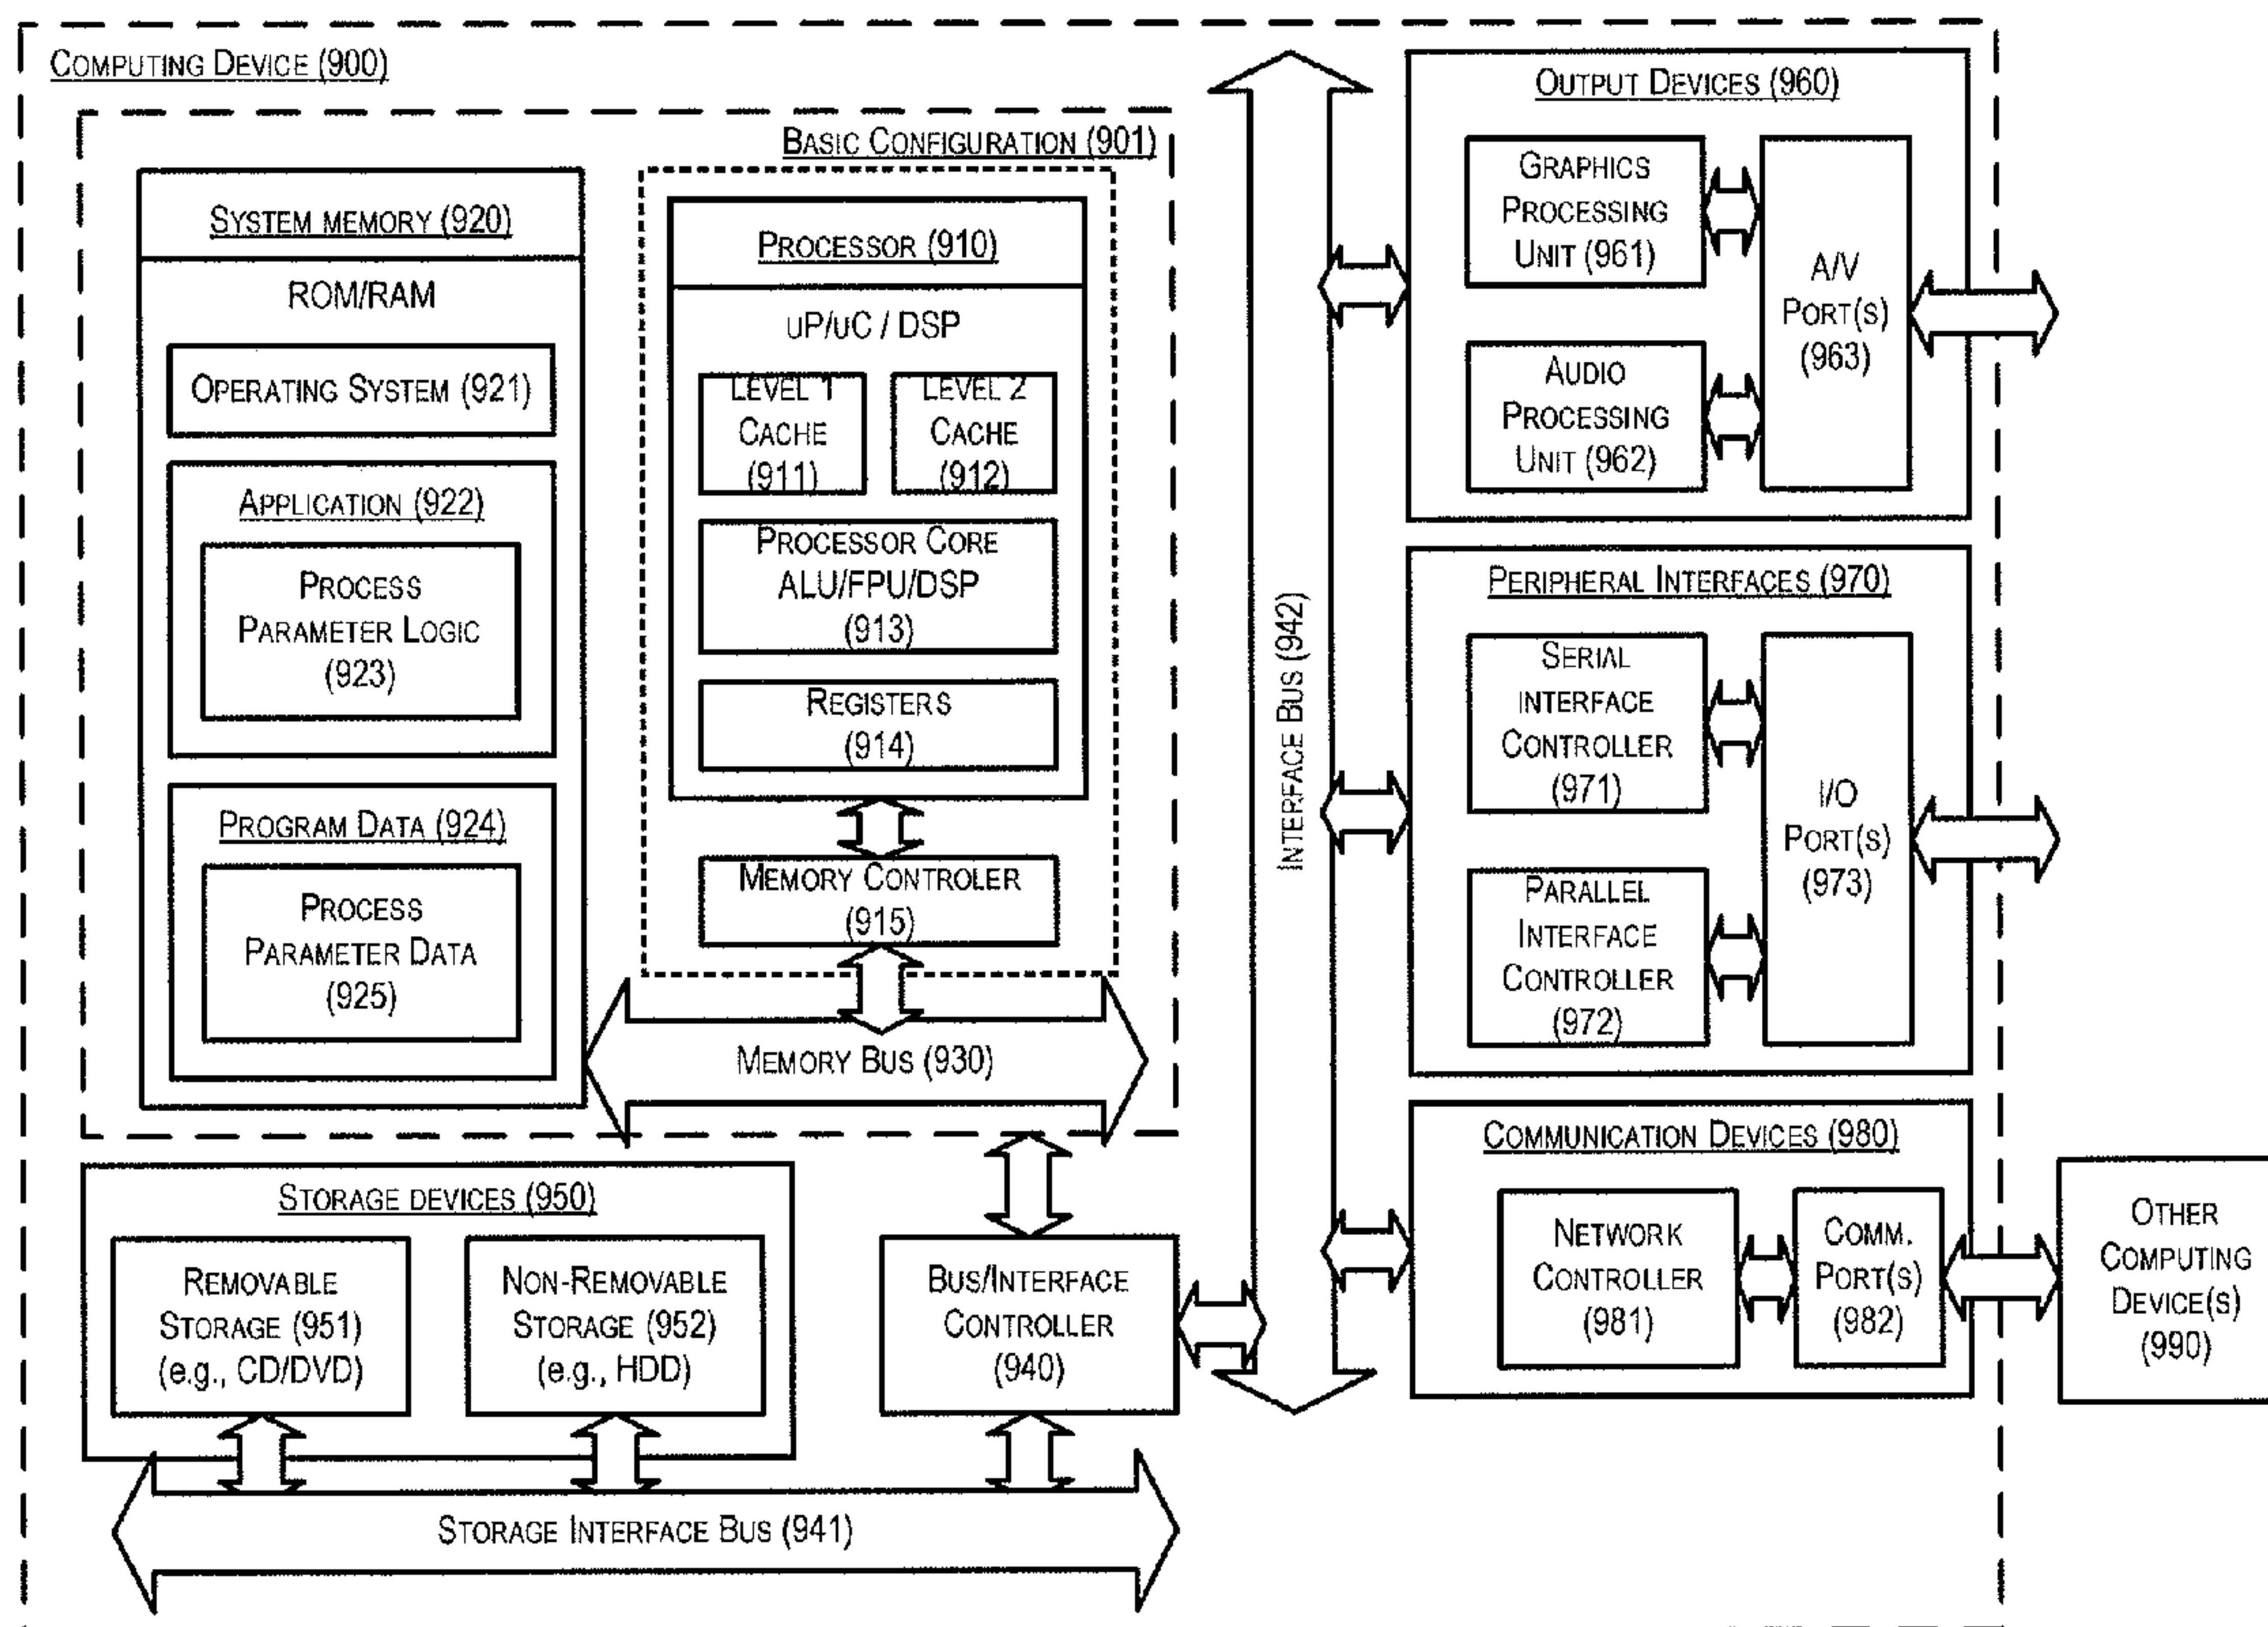 COMPUTING DEVICE (900)
BASIC CONFIGURATION (901)
SYSTEM MEMORY (920)
ROM/RAM
OPERATING SYSTEM (921)
APPLICATION (922)
PROCESS
PARAMETER LOGIC
(923)
PROGRAM DATA (924)
PROCESS
PARAMETER DATA
(925)
PROCESSOR (910)
uP/uC / DSP
LEVEL 1
CACHE
(911)
LEVEL 2
CACHE
(912)
PROCESSOR CORE
ALU/FPU/DSP
(913)
REGISTERS
(914)
MEMORY CONTROLER
(915)
MEMORY BUS (930)
STORAGE DEVICES (950)
REMOVABLE
STORAGE (951)
(e.g., CD/DVD)
NON-REMOVABLE
STORAGE (952)
(e.g., HDD)
BUS/INTERFACE
CONTROLLER
(940)
STORAGE INTERFACE BUS (941)
INTERFACE BUS (942)
OUTPUT DEVICES (960)
GRAPHICS
PROCESSING
UNIT (961)
AUDIO
PROCESSING
UNIT (962)
A/V
PORT(S)
(963)
PERIPHERAL INTERFACES (970)
SERIAL
INTERFACE
CONTROLLER
(971)
PARALLEL
INTERFACE
CONTROLLER
(972)
I/O
PORT(S)
(973)
COMMUNICATION DEVICES (980)
NETWORK
CONTROLLER
(981)
COMM.
PORT(S)
(982)
OTHER
COMPUTING
DEVICE(S)
(990)